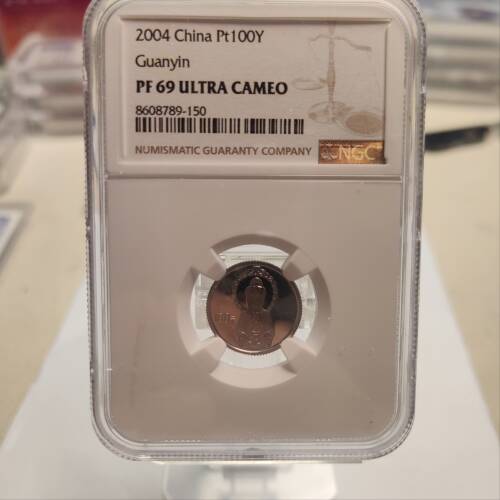 2004 China Pt100Y
Guanyin
PF 69 ULTRA CAMEO
8608789-150
NUMISMATIC GUARANTY COMPANY
NGC